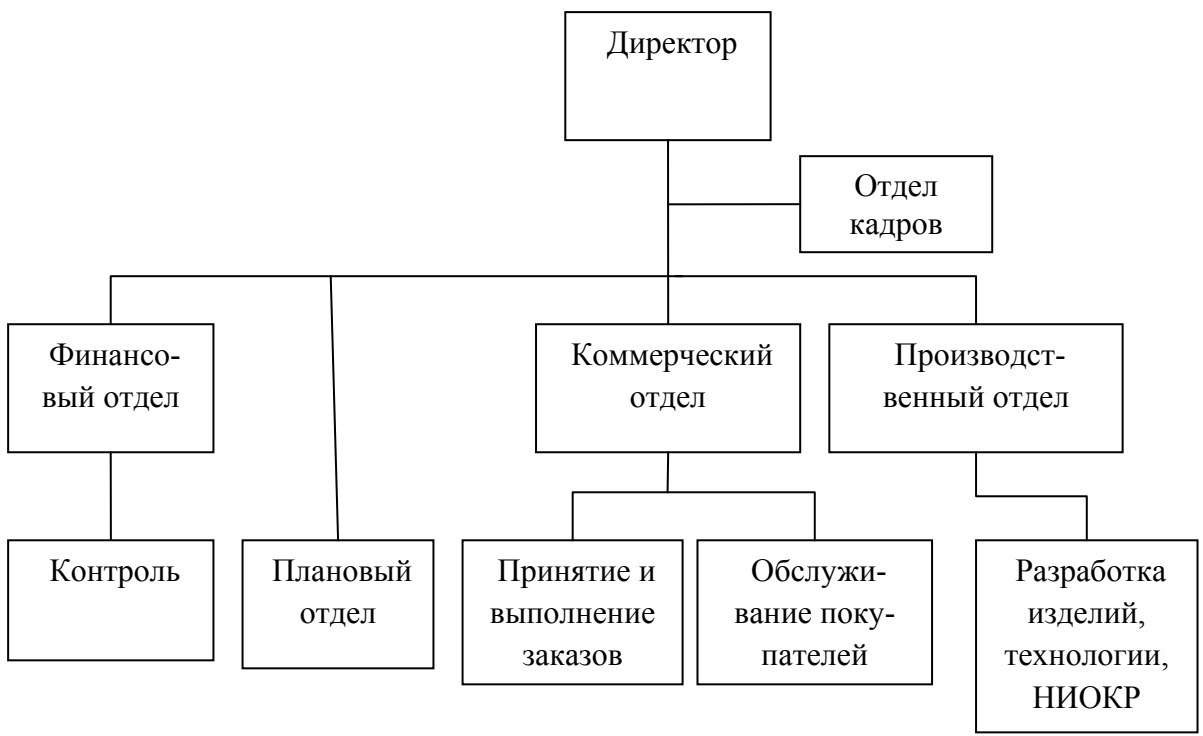 Директор
Отдел
кадров
Финансо-
вый отдел
Коммерческий
отдел
Производст-
венный отдел
Контроль
Плановый
отдел
Принятие и
выполнение
заказов
Обслужи-
вание поку-
пателей
Разработка
изделий,
технологии,
НИОКР